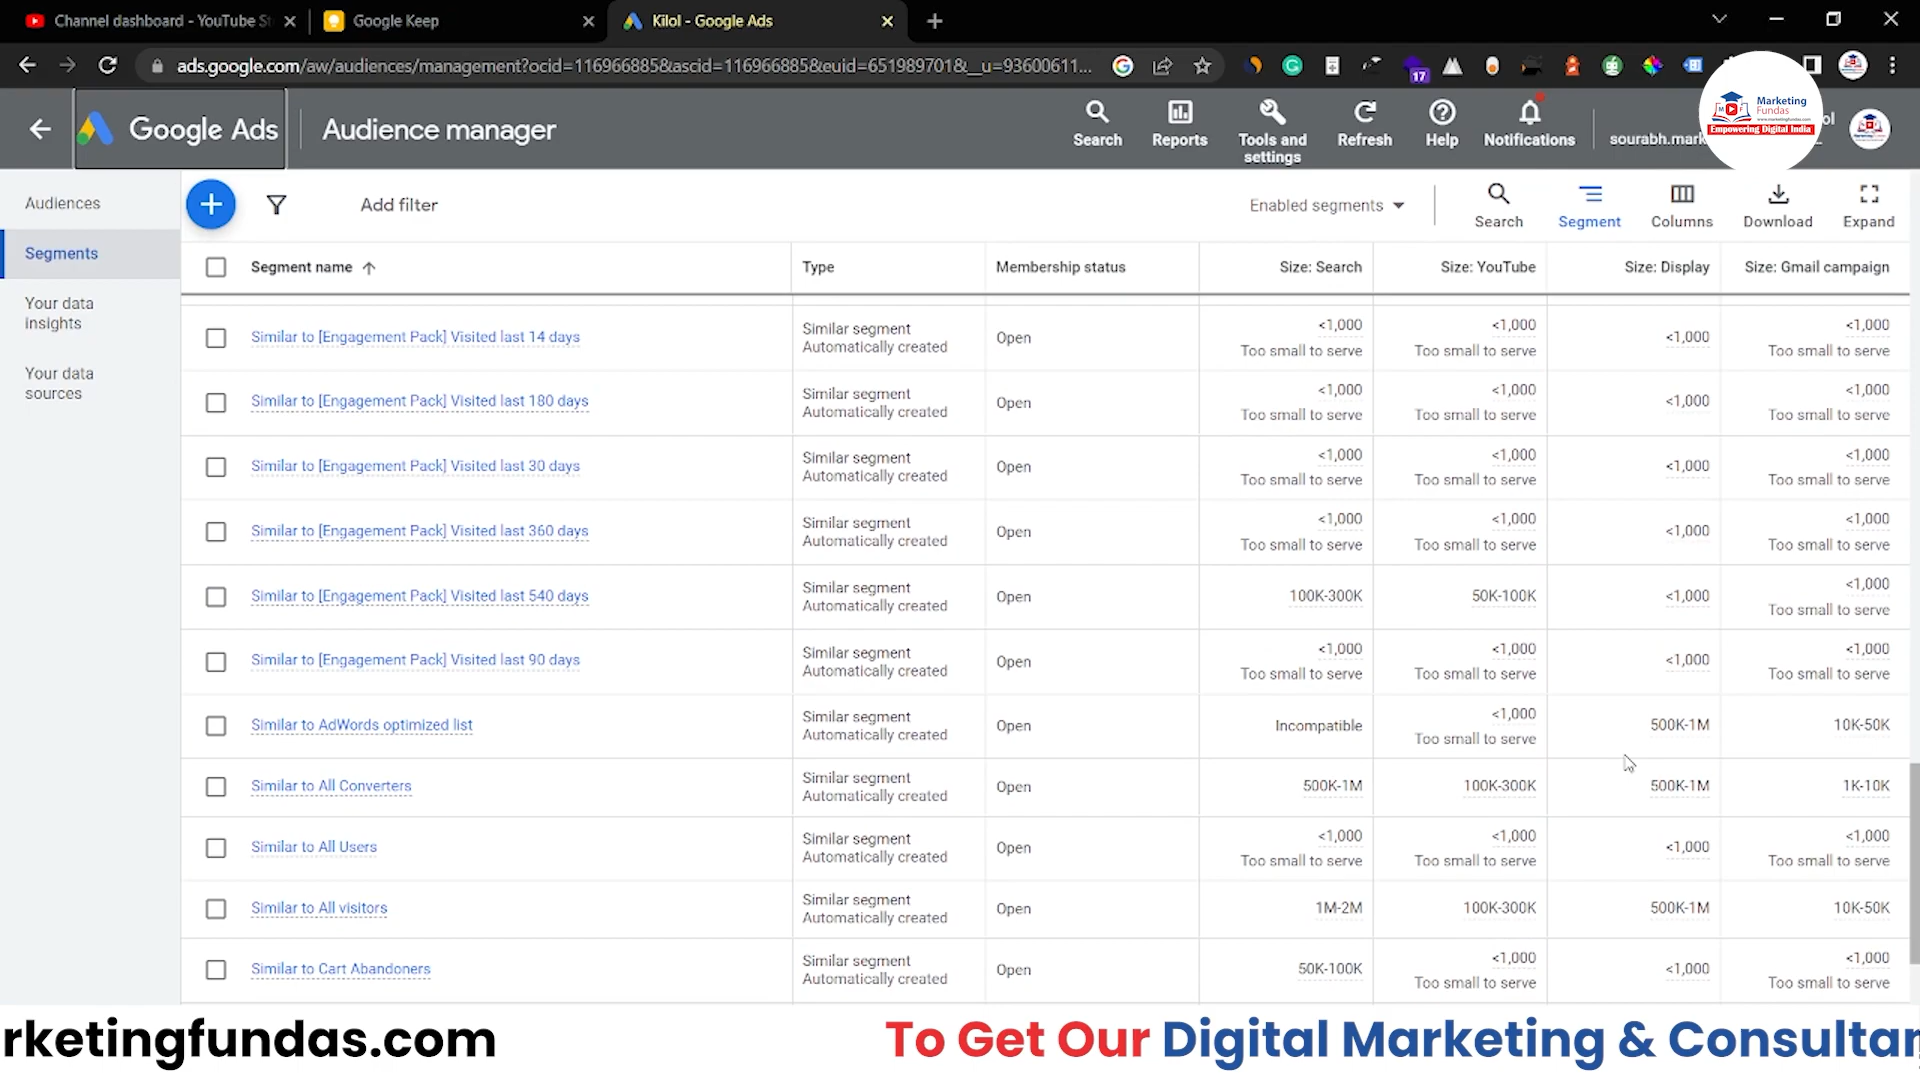 Channel dashboard - YouTube St
Google Keep
Kilol - Google Ads
ads.google.com/aw/audiences/management?ocid=116966885&ascid=116966885&euid=651989701&__u=93600611...
17
Google Ads
Audience manager
Search
Reports
Tools and
settings
Refresh
Help
Notifications
sourabh.mark
ol
Marketing
Fundas
www.marketingfundas.com
Empowering Digital India
Audiences
Segments
Your data
insights
Your data
sources
Add filter
Enabled segments
Search
Segment
Columns
Download
Expand
Segment name
Type
Membership status
Size: Search
Size: YouTube
Size: Display
Size: Gmail campaign
Similar to [Engagement Pack] Visited last 14 days
Similar segment
Automatically created
Open
<1,000
Too small to serve
<1,000
Too small to serve
<1,000
<1,000
Too small to serve
Similar to [Engagement Pack] Visited last 180 days
Similar segment
Automatically created
Open
<1,000
Too small to serve
<1,000
Too small to serve
<1,000
<1,000
Too small to serve
Similar to [Engagement Pack] Visited last 30 days
Similar segment
Automatically created
Open
<1,000
Too small to serve
<1,000
Too small to serve
<1,000
<1,000
Too small to serve
Similar to [Engagement Pack] Visited last 360 days
Similar segment
Automatically created
Open
<1,000
Too small to serve
<1,000
Too small to serve
<1,000
<1,000
Too small to serve
Similar to [Engagement Pack] Visited last 540 days
Similar segment
Automatically created
Open
100K-300K
50K-100K
<1,000
<1,000
Too small to serve
Similar to [Engagement Pack] Visited last 90 days
Similar segment
Automatically created
Open
<1,000
Too small to serve
<1,000
Too small to serve
<1,000
<1,000
Too small to serve
Similar to AdWords optimized list
Similar segment
Automatically created
Open
Incompatible
<1,000
Too small to serve
500K-1M
10K-50K
Similar to All Converters
Similar segment
Automatically created
Open
500K-1M
100K-300K
500K-1M
1K-10K
Similar to All Users
Similar segment
Automatically created
Open
<1,000
Too small to serve
<1,000
Too small to serve
<1,000
<1,000
Too small to serve
Similar to All visitors
Similar segment
Automatically created
Open
1M-2M
100K-300K
500K-1M
10K-50K
Similar to Cart Abandoners
Similar segment
Automatically created
Open
50K-100K
<1,000
Too small to serve
<1,000
<1,000
Too small to serve
rketingfundas.com
To Get Our Digital Marketing & Consultan